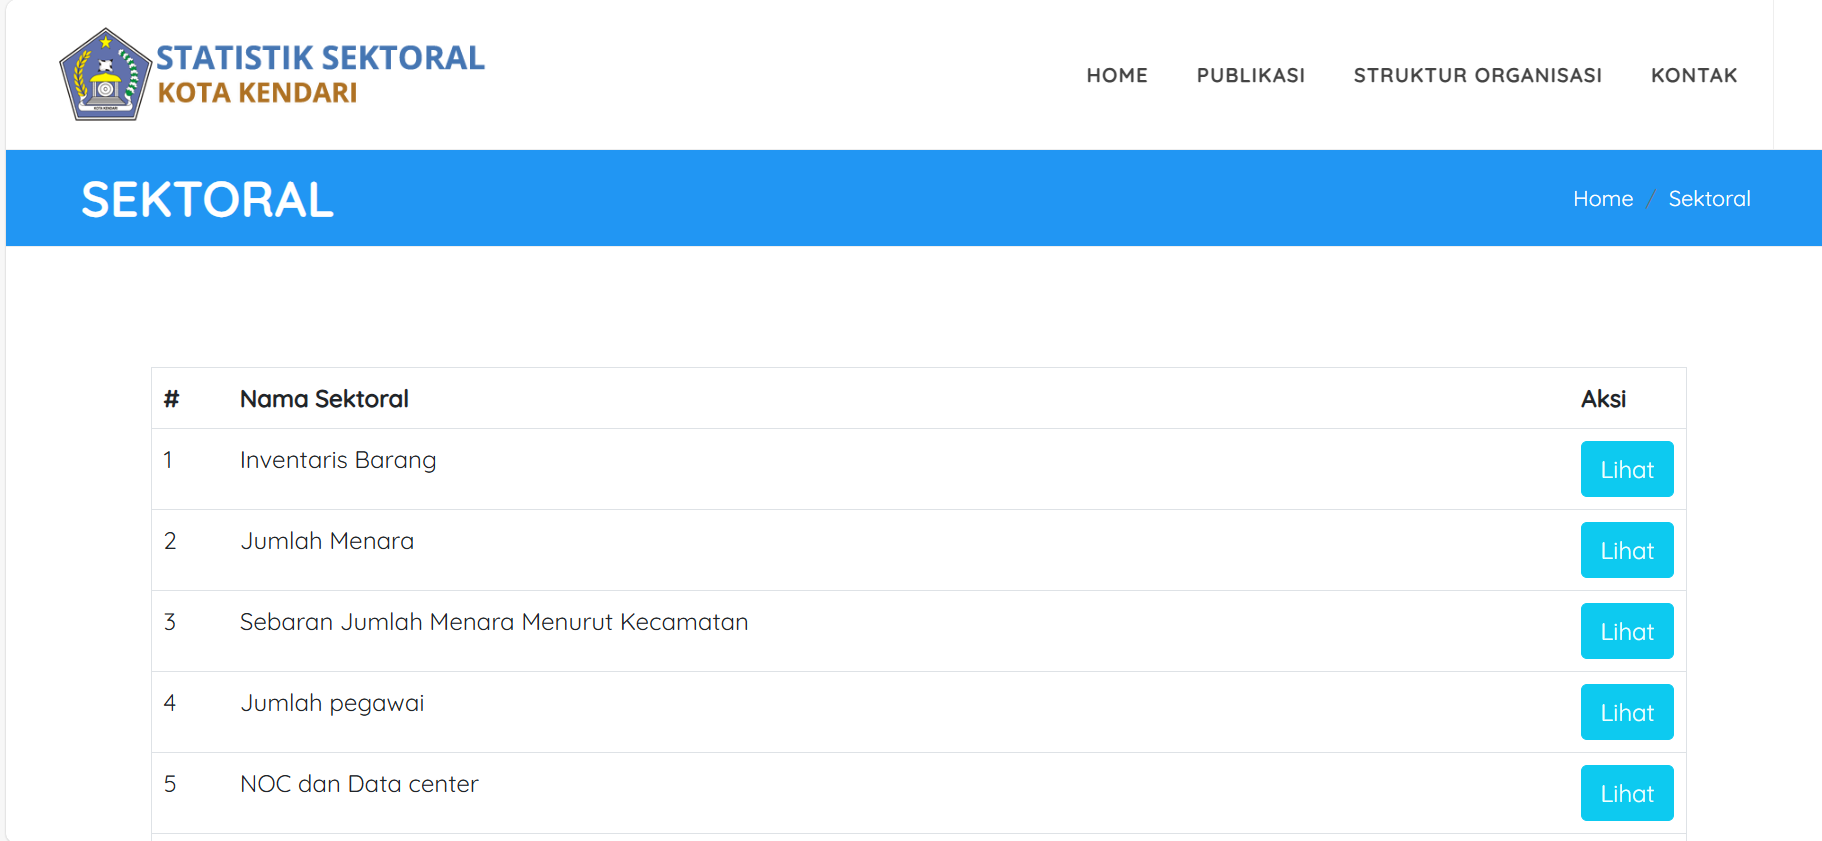 STATISTIK SEKTORAL
KOTA KENDARI
KOTA KENDARI
HOME PUBLIKASI STRUKTUR ORGANISASI KONTAK
SEKTORAL
Home / Sektoral
# Nama Sektoral Aksi
1 Inventaris Barang Lihat
2 Jumlah Menara Lihat
3 Sebaran Jumlah Menara Menurut Kecamatan Lihat
4 Jumlah pegawai Lihat
5 NOC dan Data center Lihat